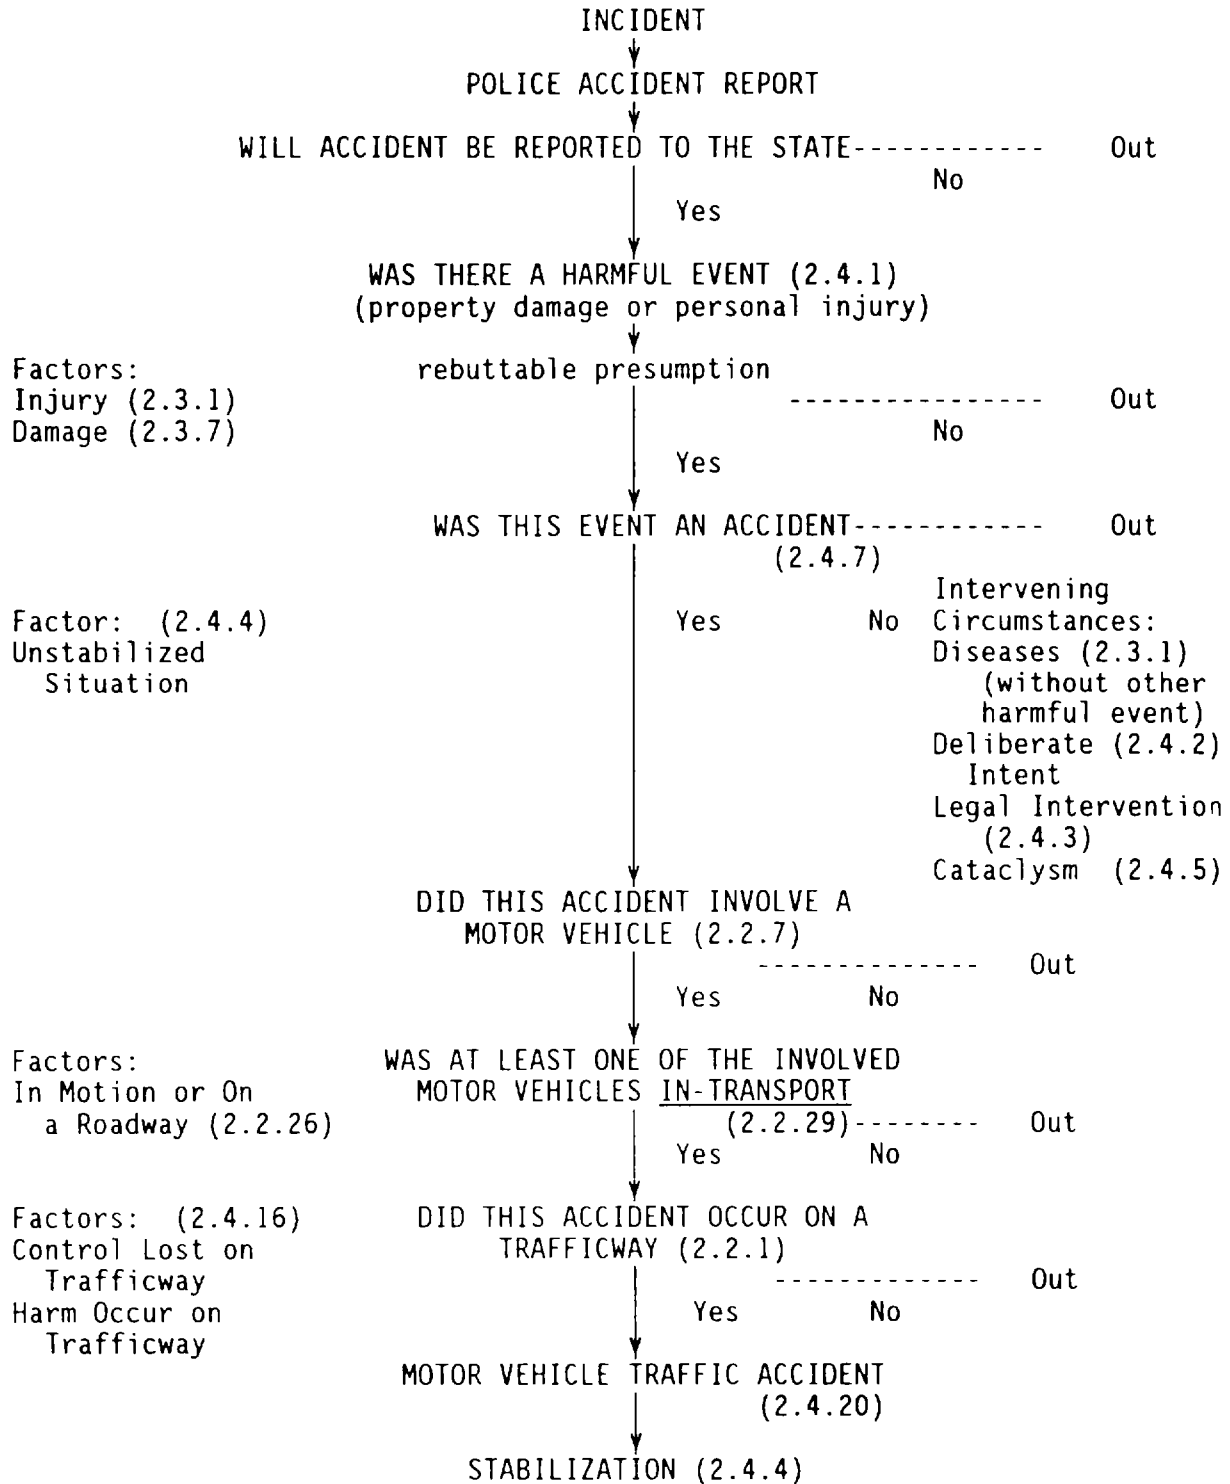 INCIDENT
POLICE ACCIDENT REPORT
WILL ACCIDENT BE REPORTED TO THE STATE------------ Out
No
Yes
WAS THERE A HARMFUL EVENT (2.4.1)
(property damage or personal injury)
Factors: rebuttable presumption
Injury (2.3.1) ---------------- Out
Damage (2.3.7) No
Yes
WAS THIS EVENT AN ACCIDENT------------ Out
(2.4.7)
Intervening
Factor: (2.4.4) Yes No Circumstances:
Unstabilized Diseases (2.3.1)
Situation (without other
harmful event)
Deliberate (2.4.2)
Intent
Legal Intervention
(2.4.3)
Cataclysm (2.4.5)
DID THIS ACCIDENT INVOLVE A
MOTOR VEHICLE (2.2.7)
-------------- Out
Yes No
Factors: WAS AT LEAST ONE OF THE INVOLVED
In Motion or On MOTOR VEHICLES IN-TRANSPORT
a Roadway (2.2.26) (2.2.29)-------- Out
Yes No
Factors: (2.4.16) DID THIS ACCIDENT OCCUR ON A
Control Lost on TRAFFICWAY (2.2.1)
Trafficway ------------- Out
Harm Occur on Yes No
Trafficway
MOTOR VEHICLE TRAFFIC ACCIDENT
(2.4.20)
STABILIZATION (2.4.4)